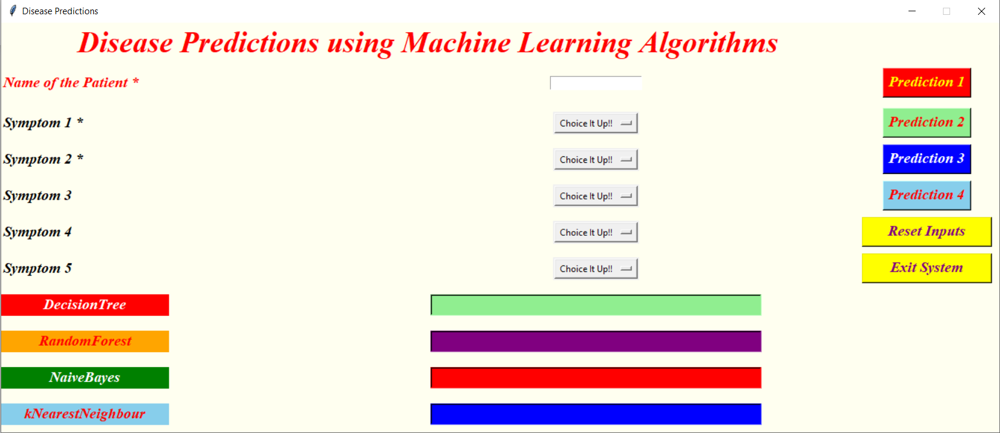 Disease Predictions
Disease Predictions using Machine Learning Algorithms
Name of the Patient *
Prediction 1
Symptom 1 *
Choice It Up!!
Prediction 2
Symptom 2 *
Choice It Up!!
Prediction 3
Symptom 3
Choice It Up!!
Prediction 4
Symptom 4
Choice It Up!!
Reset Inputs
Symptom 5
Choice It Up!!
Exit System
DecisionTree
RandomForest
NaiveBayes
kNearestNeighbour